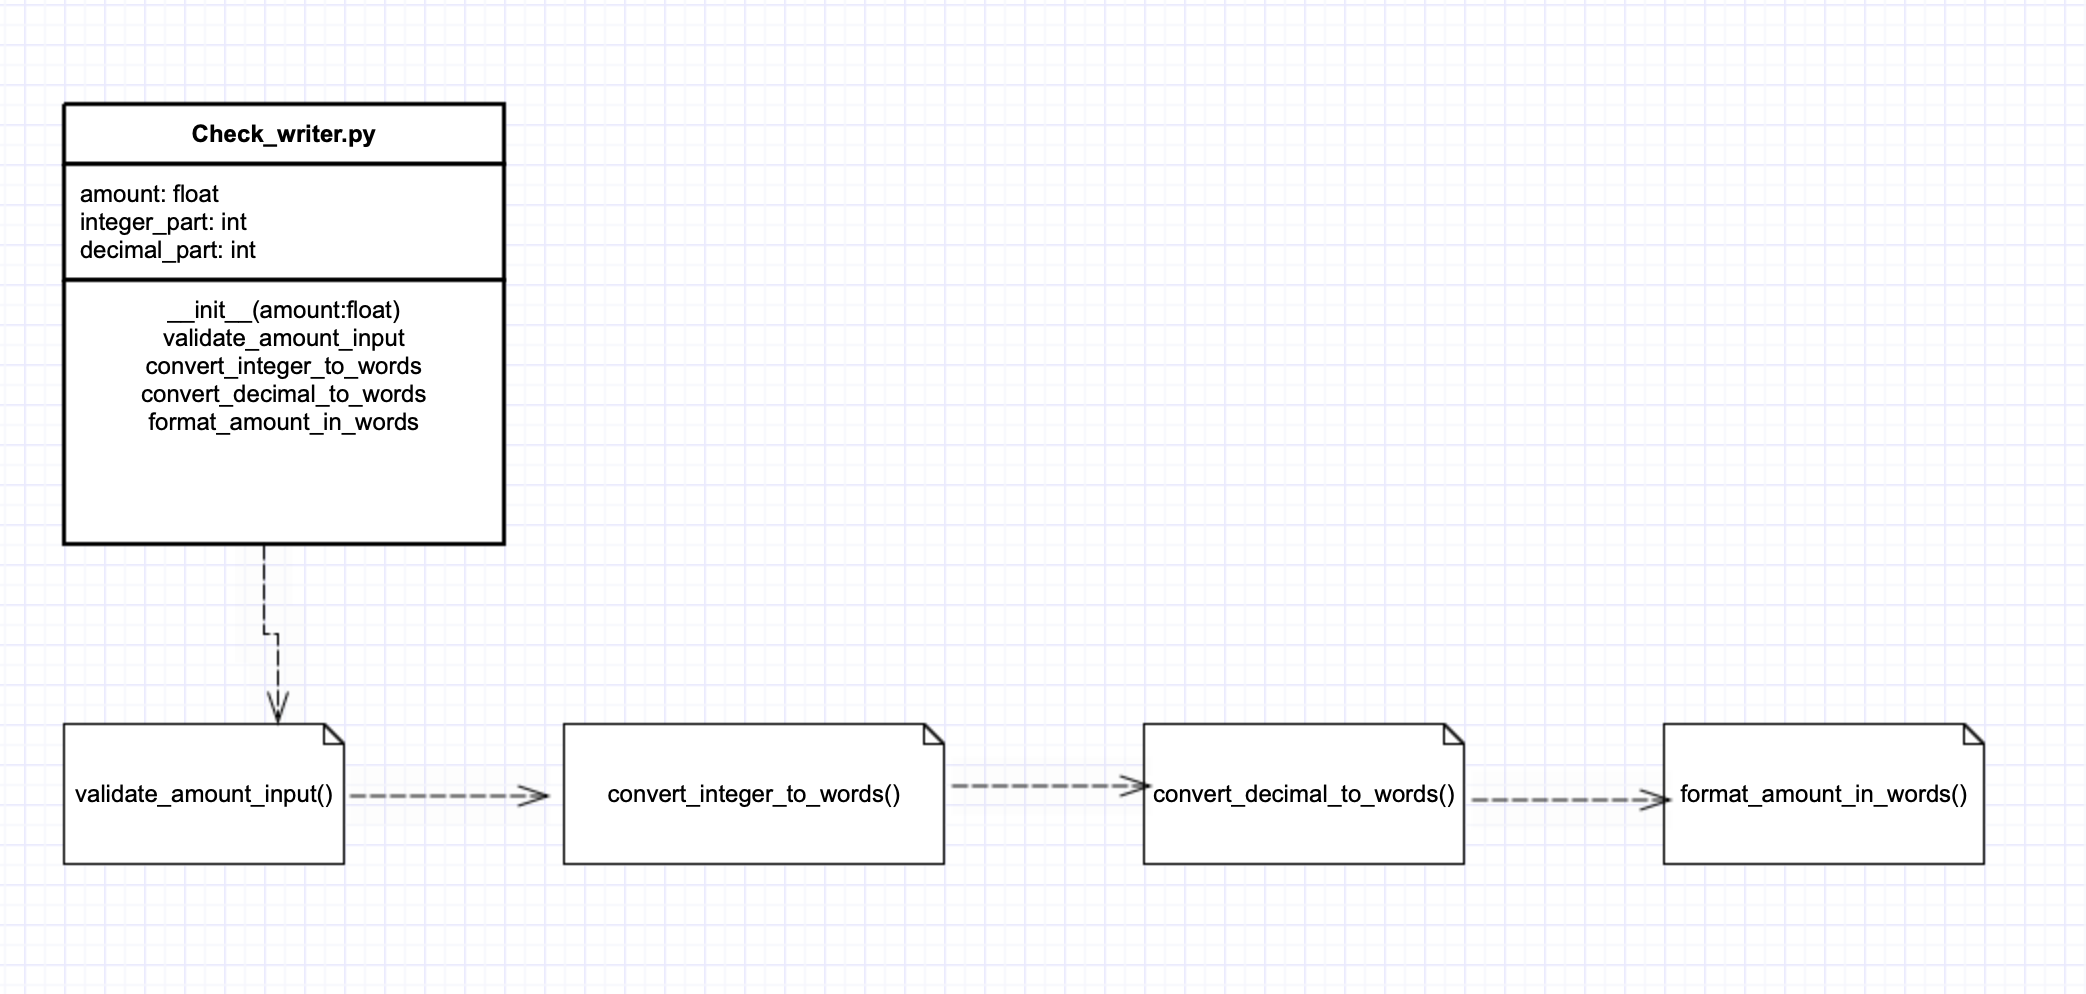 Check_writer.py
amount: float
integer_part: int
decimal_part: int
__init__(amount:float)
validate_amount_input
convert_integer_to_words
convert_decimal_to_words
format_amount_in_words
validate_amount_input()
convert_integer_to_words()
convert_decimal_to_words()
format_amount_in_words()